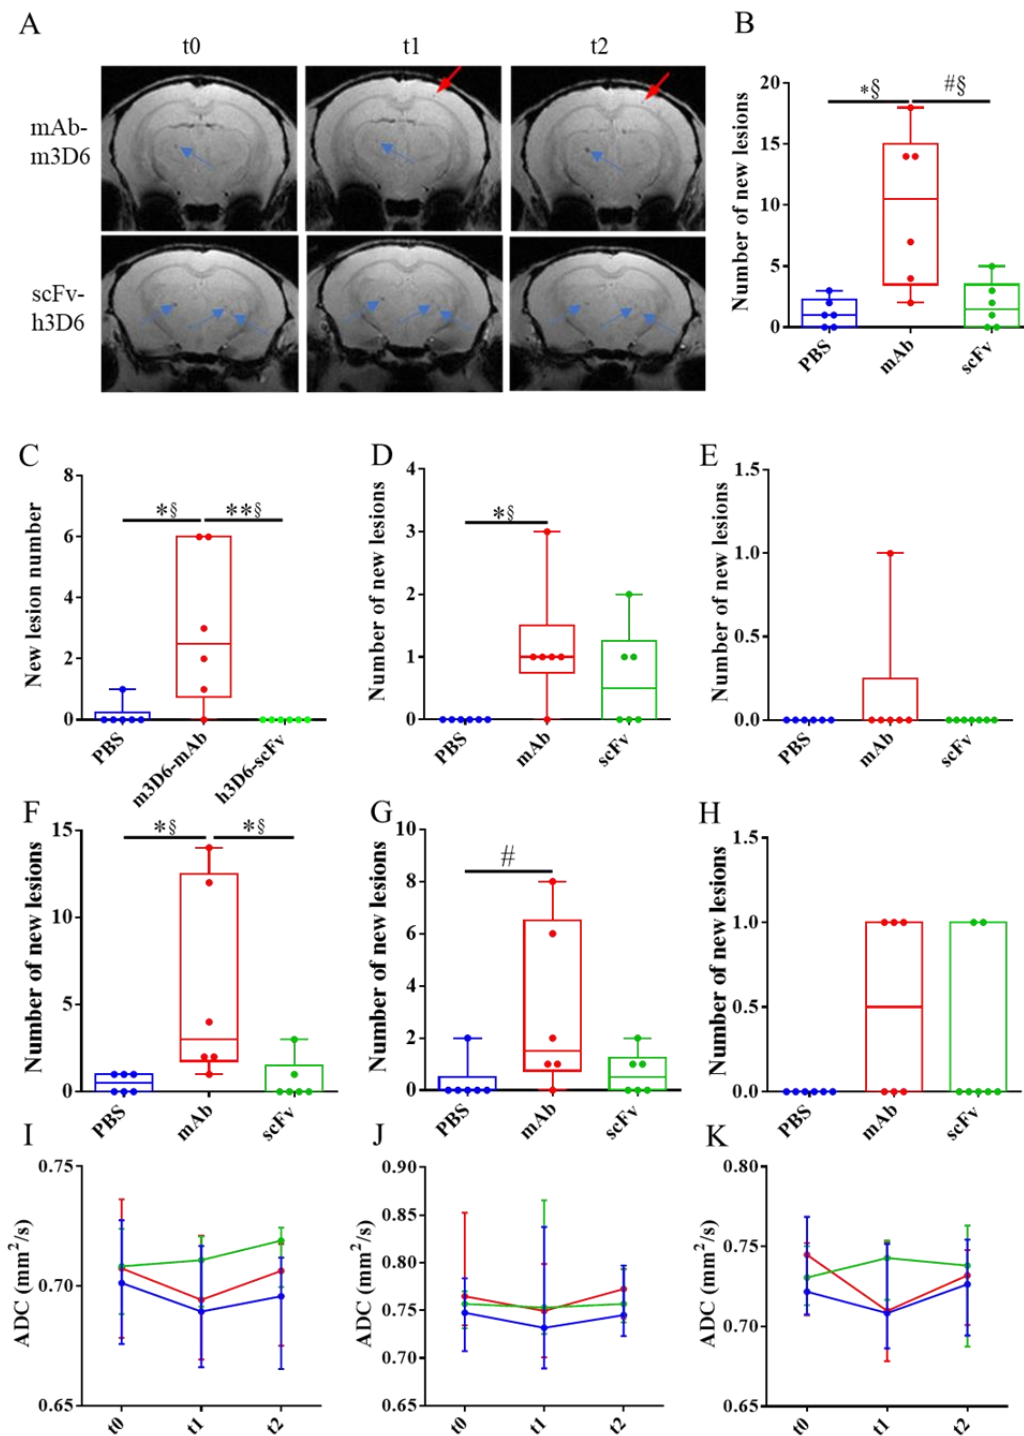 A
t0
t1
t2
mAb-
m3D6
scFv-
h3D6
B
Number of new lesions
20
15
10
5
0
*§
#§
PBS
mAb
scFv
C
New lesion number
8
6
4
2
0
*§
**§
PBS
m3D6-mAb
h3D6-scFv
D
Number of new lesions
4
3
2
1
0
*§
PBS
mAb
scFv
E
Number of new lesions
1.5
1.0
0.5
0.0
PBS
mAb
scFv
F
Number of new lesions
15
10
5
0
*§
*§
PBS
mAb
scFv
G
Number of new lesions
10
8
6
4
2
0
#
PBS
mAb
scFv
H
Number of new lesions
1.5
1.0
0.5
0.0
PBS
mAb
scFv
I
ADC (mm²/s)
0.75
0.70
0.65
t0
t1
t2
J
ADC (mm²/s)
0.90
0.85
0.80
0.75
0.70
0.65
t0
t1
t2
K
ADC (mm²/s)
0.80
0.75
0.70
0.65
t0
t1
t2